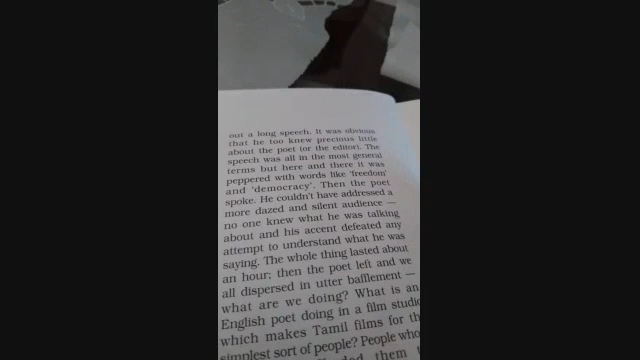 out a long speech. It was obvious
that he too knew precious little
about the poet (or the editor). The
speech was all in the most general
terms but here and there it was
peppered with words like 'freedom'
and 'democracy'. Then the poet
spoke. He couldn't have addressed a
more dazed and silent audience —
no one knew what he was talking
about and his accent defeated any
attempt to understand what he was
saying. The whole thing lasted about
an hour; then the poet left and we
all dispersed in utter bafflement —
what are we doing? What is an
English poet doing in a film studio
which makes Tamil films for the
simplest sort of people? People who
them